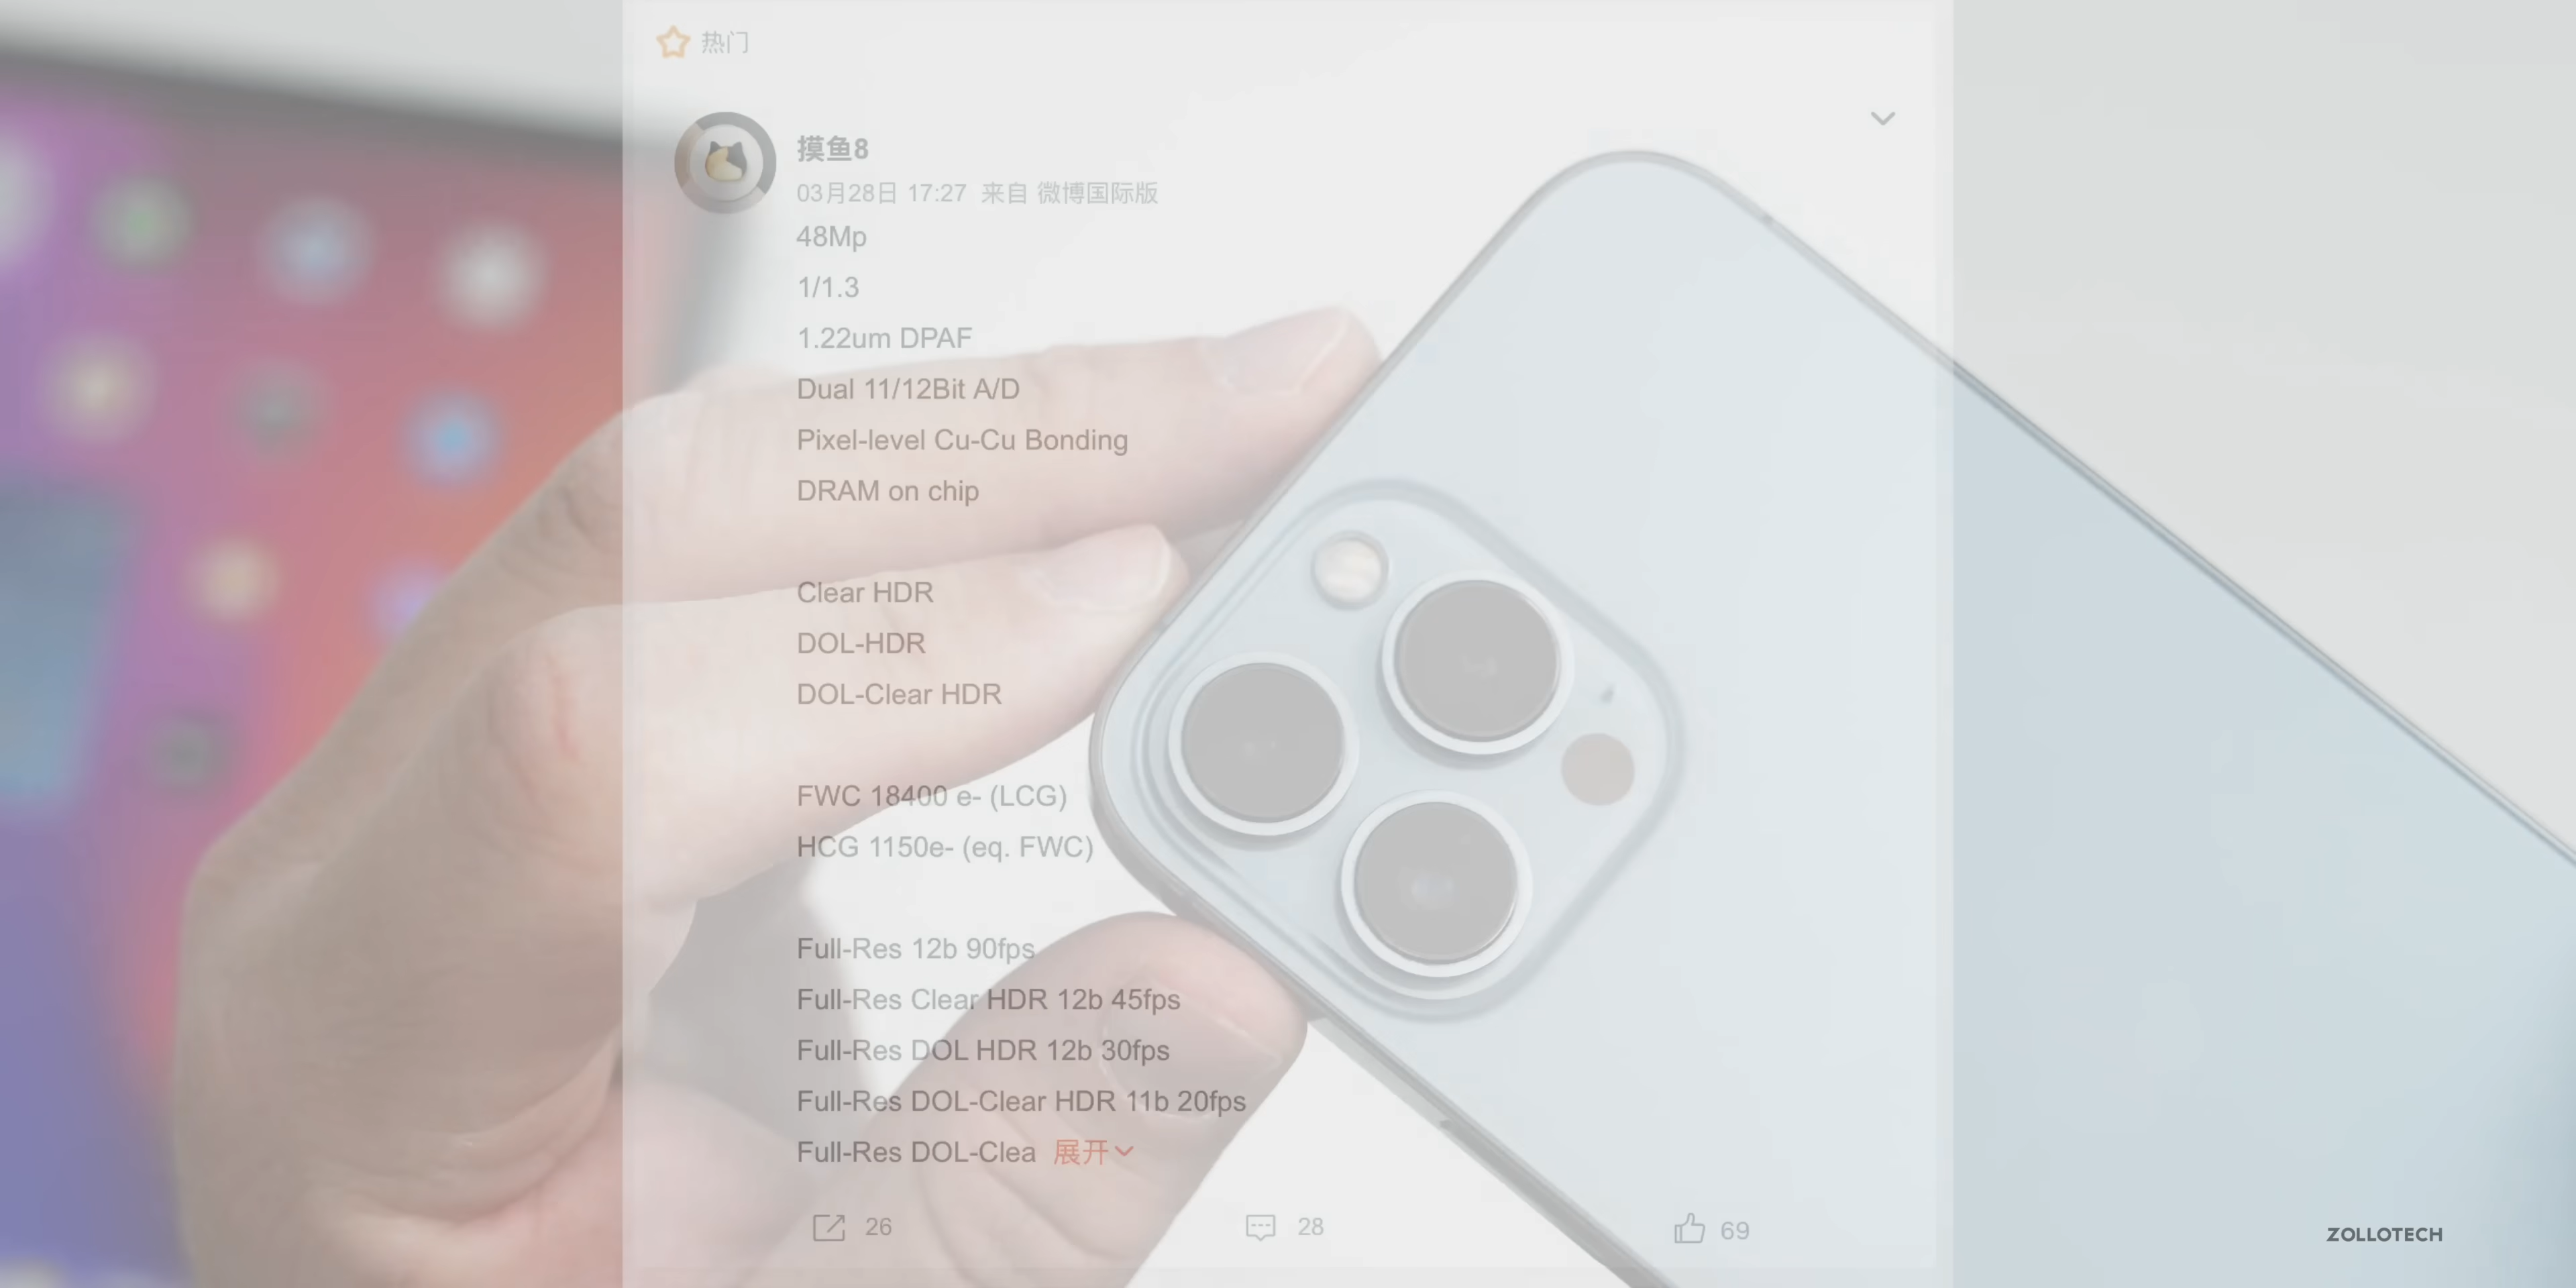 热门
摸鱼8
03月28日 17:27 来自 微博国际版
48Mp
1/1.3
1.22um DPAF
Dual 11/12Bit A/D
Pixel-level Cu-Cu Bonding
DRAM on chip
Clear HDR
DOL-HDR
DOL-Clear HDR
FWC 18400 e- (LCG)
HCG 1150e- (eq. FWC)
Full-Res 12b 90fps
Full-Res Clear HDR 12b 45fps
Full-Res DOL HDR 12b 30fps
Full-Res DOL-Clear HDR 11b 20fps
Full-Res DOL-Clea 展开
26 28 69
ZOLLOTECH